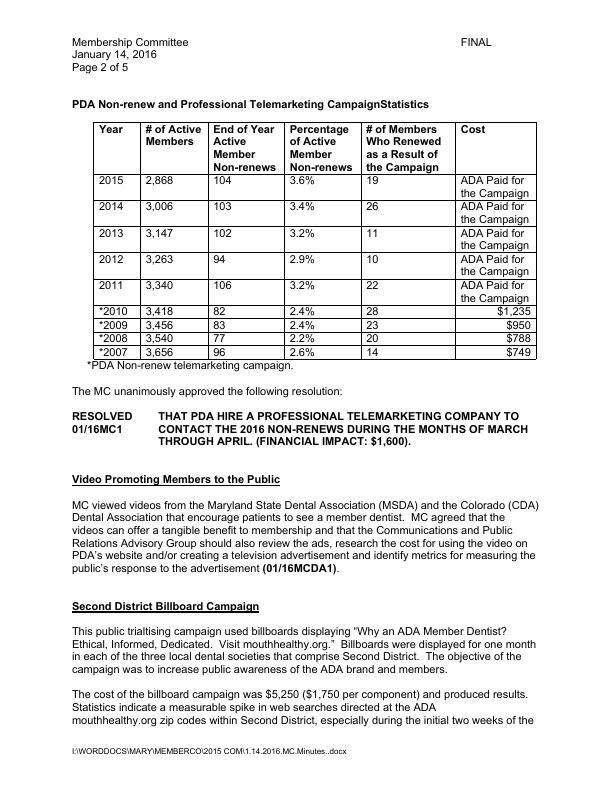 Membership Committee FINAL
January 14, 2016
Page 2 of 5
PDA Non-renew and Professional Telemarketing CampaignStatistics
Year # of Active End of Year Percentage # of Members Cost
Members Active of Active Who Renewed
Member Member as a Result of
Non-renews Non-renews the Campaign
2015 2,868 104 3.6% 19 ADA Paid for
the Campaign
2014 3,006 103 3.4% 26 ADA Paid for
the Campaign
2013 3,147 102 3.2% 11 ADA Paid for
the Campaign
2012 3,263 94 2.9% 10 ADA Paid for
the Campaign
2011 3,340 106 3.2% 22 ADA Paid for
the Campaign
*2010 3,418 82 2.4% 28 $1,235
*2009 3,456 83 2.4% 23 $950
*2008 3,540 77 2.2% 20 $788
*2007 3,656 96 2.6% 14 $749
*PDA Non-renew telemarketing campaign.
The MC unanimously approved the following resolution:
RESOLVED THAT PDA HIRE A PROFESSIONAL TELEMARKETING COMPANY TO
01/16MC1 CONTACT THE 2016 NON-RENEWS DURING THE MONTHS OF MARCH
THROUGH APRIL. (FINANCIAL IMPACT: $1,600).
Video Promoting Members to the Public
MC viewed videos from the Maryland State Dental Association (MSDA) and the Colorado (CDA)
Dental Association that encourage patients to see a member dentist. MC agreed that the
videos can offer a tangible benefit to membership and that the Communications and Public
Relations Advisory Group should also review the ads, research the cost for using the video on
PDA's website and/or creating a television advertisement and identify metrics for measuring the
public's response to the advertisement (01/16MCDA1).
Second District Billboard Campaign
This public trialtising campaign used billboards displaying "Why an ADA Member Dentist?
Ethical, Informed, Dedicated. Visit mouthhealthy.org." Billboards were displayed for one month
in each of the three local dental societies that comprise Second District. The objective of the
campaign was to increase public awareness of the ADA brand and members.
The cost of the billboard campaign was $5,250 ($1,750 per component) and produced results.
Statistics indicate a measurable spike in web searches directed at the ADA
mouthhealthy.org zip codes within Second District, especially during the initial two weeks of the
I:\WORDDOCS\MARY\MEMBERCO\2015 COM\1.14.2016.MC.Minutes..docx